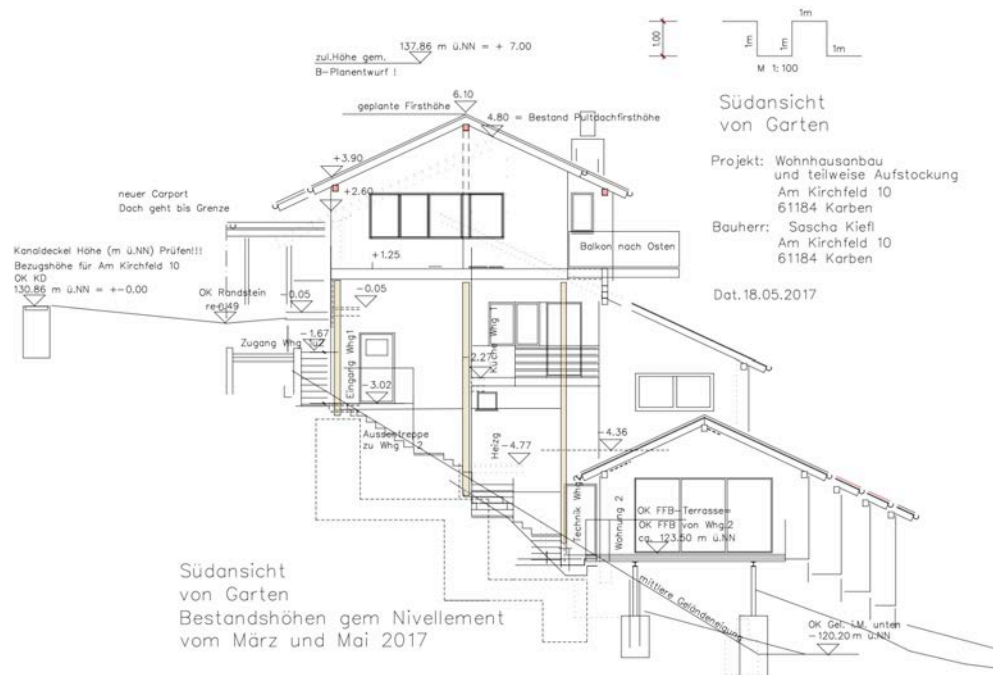 137.86 m ü.NN = + 7.00
zul.Höhe gem.
B-Planentwurf !
1.00
1m
1m
1m
1m
1m
M 1:100
6.10
geplante Firsthöhe
4.80 = Bestand Pultdachfirsthöhe
Südansicht
von Garten
Projekt: Wohnhausanbau
und teilweise Aufstockung
Am Kirchfeld 10
61184 Karben
Bauherr: Sascha Kiefl
Am Kirchfeld 10
61184 Karben
Dat.18.05.2017
+3.90
+2.60
neuer Carport
Dach geht bis Grenze
Balkon nach Osten
+1.25
Kanaldeckel Höhe (m ü.NN) Prüfen!!!
Bezugshöhe für Am Kirchfeld 10
OK KD
130.86 m ü.NN = +-0.00
OK Randstein
-0.05
-0.05
-1.67
Zugang Whg
Eingang Whg1
Küche Whg 1
-2.27
-3.02
Aussentreppe
zu Whg 2
Heizg
-4.77
-4.36
Technik Whg2
Wohnung 2
OK FFB-Terrasse=
OK FFB von Whg.2
ca. 123.50 m ü.NN
mittlere Geländeneigung
OK Gel. i.M. unten
-120.20 m ü.NN
Südansicht
von Garten
Bestandshöhen gem Nivellement
vom März und Mai 2017